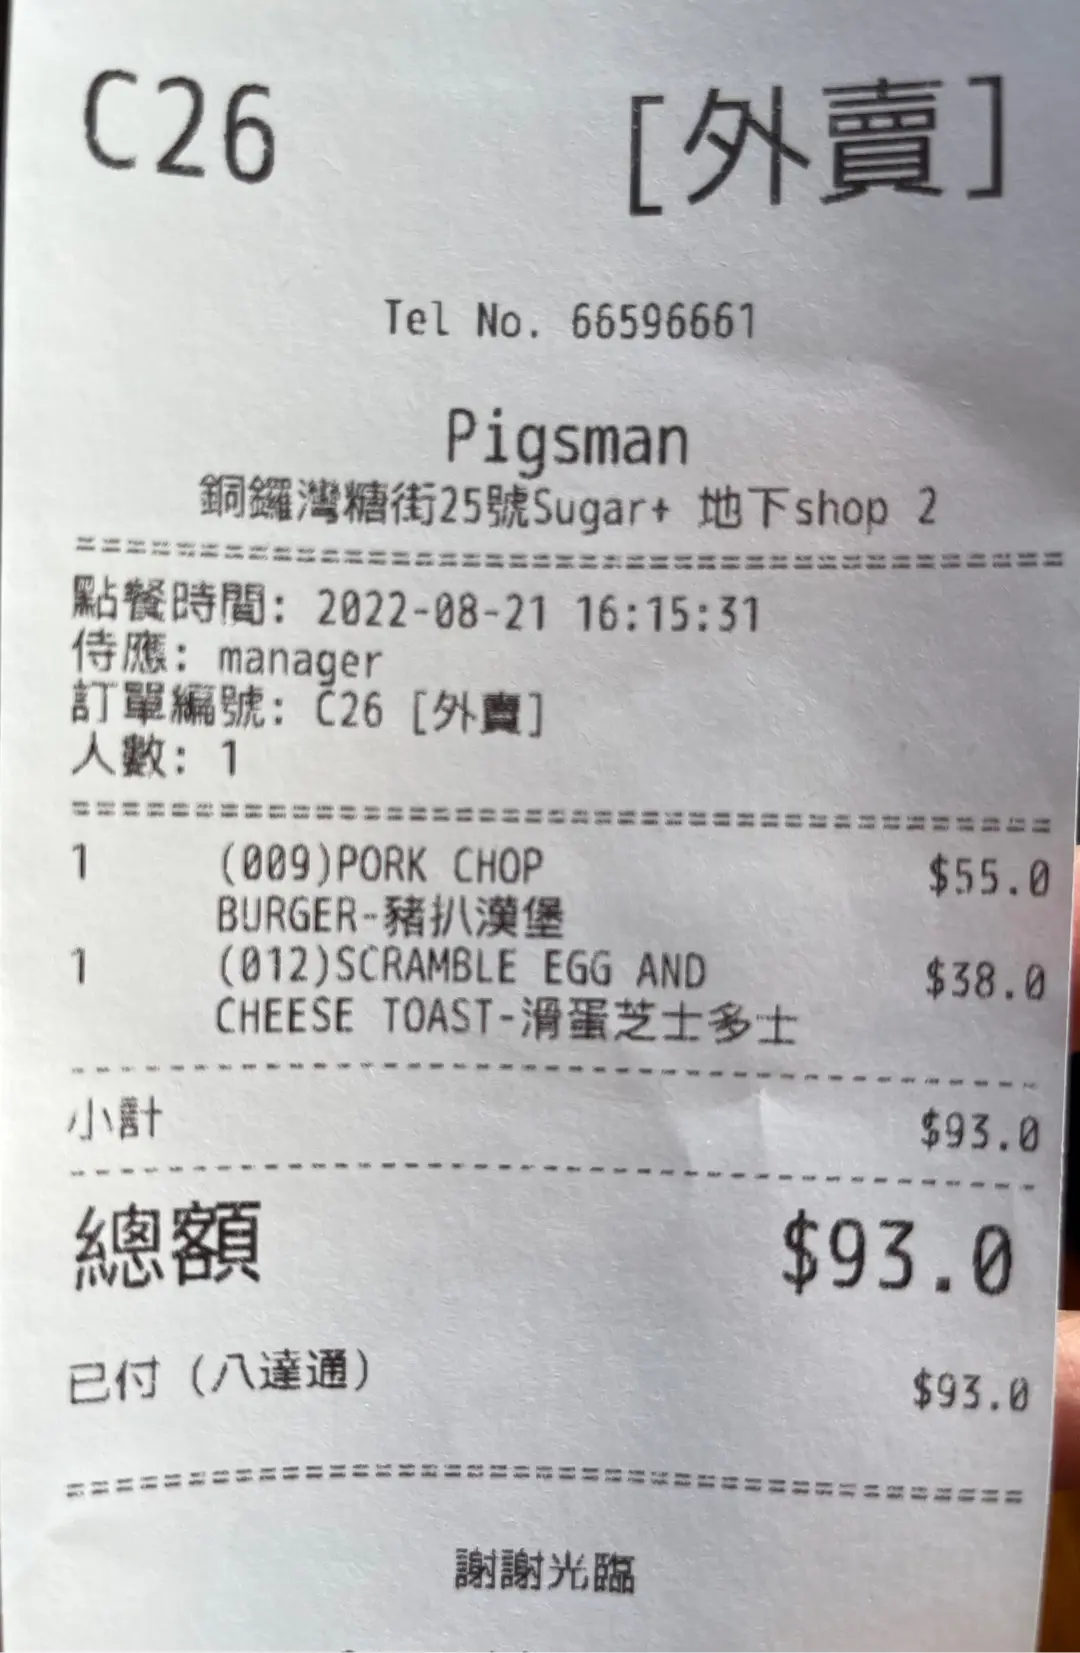 C26 [外賣]
Tel No. 66596661
Pigsman
銅鑼灣糖街25號Sugar+ 地下shop 2
點餐時間: 2022-08-21 16:15:31
侍應: manager
訂單編號: C26 [外賣]
人數: 1
1 (009)PORK CHOP $55.0
BURGER-豬扒漢堡
1 (012)SCRAMBLE EGG AND $38.0
CHEESE TOAST-滑蛋芝士多士
小計 $93.0
總額 $93.0
已付 (八達通) $93.0
謝謝光臨